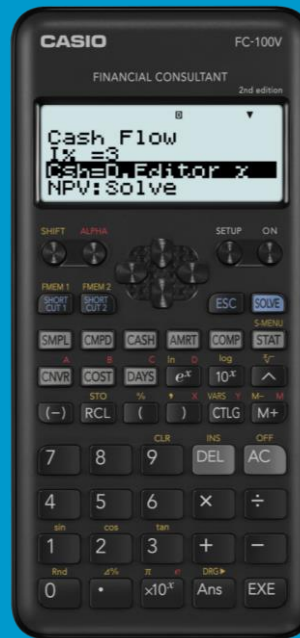 CASIO FC-100V
FINANCIAL CONSULTANT
2nd edition
D ▼
Cash Flow
I% =3
Csh=D.Editor x
NPV:Solve
SHIFT ALPHA SETUP ON
FMEM 1 FMEM 2
SHORT CUT 1 SHORT CUT 2 ESC SOLVE
S-MENU
SMPL CMPD CASH AMRT COMP STAT
A B C ln D log
CNVR COST DAYS eˣ 10ˣ ^
STO % , X VARS Y M– M
(–) RCL ( ) CTLG M+
CLR INS OFF
7 8 9 DEL AC
4 5 6 × ÷
sin cos tan
1 2 3 + −
Rnd ⊿% π e DRG▶
0 • ×10ˣ Ans EXE